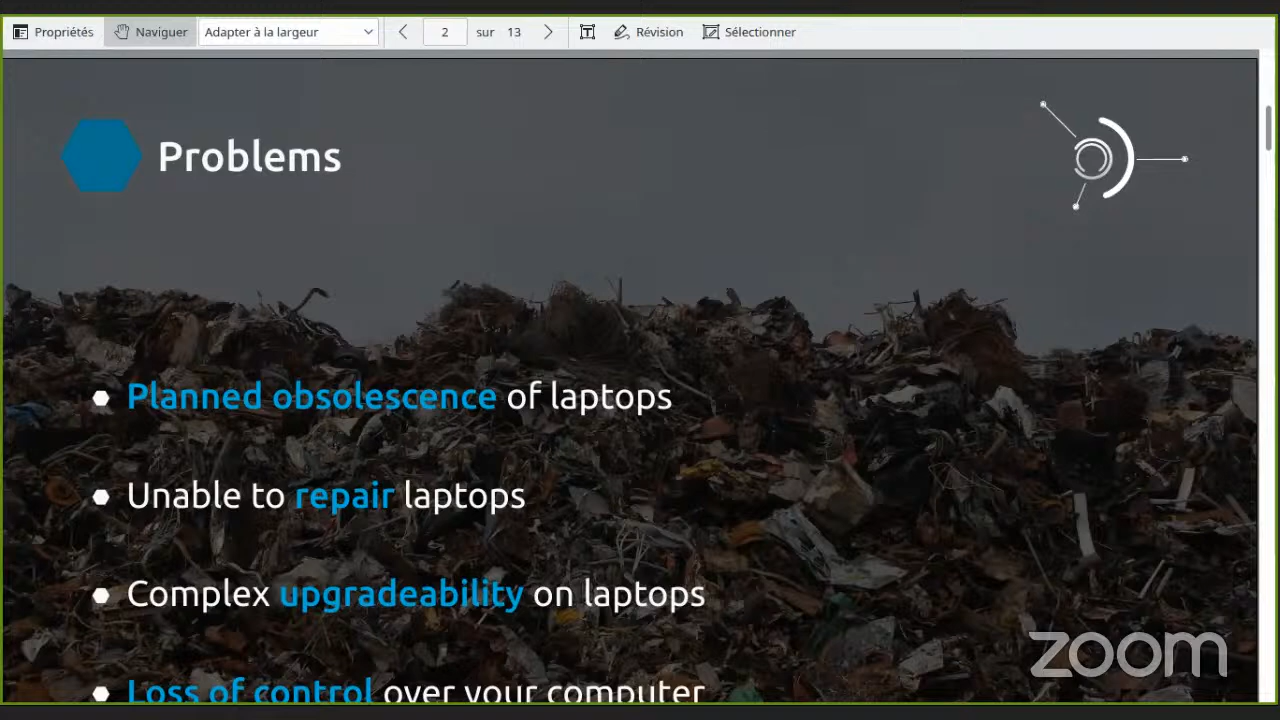 Propriétés Naviguer Adapter à la largeur 2 sur 13 Révision Sélectionner
Problems
Planned obsolescence of laptops
Unable to repair laptops
Complex upgradeability on laptops
Loss of control over your computer
zoom